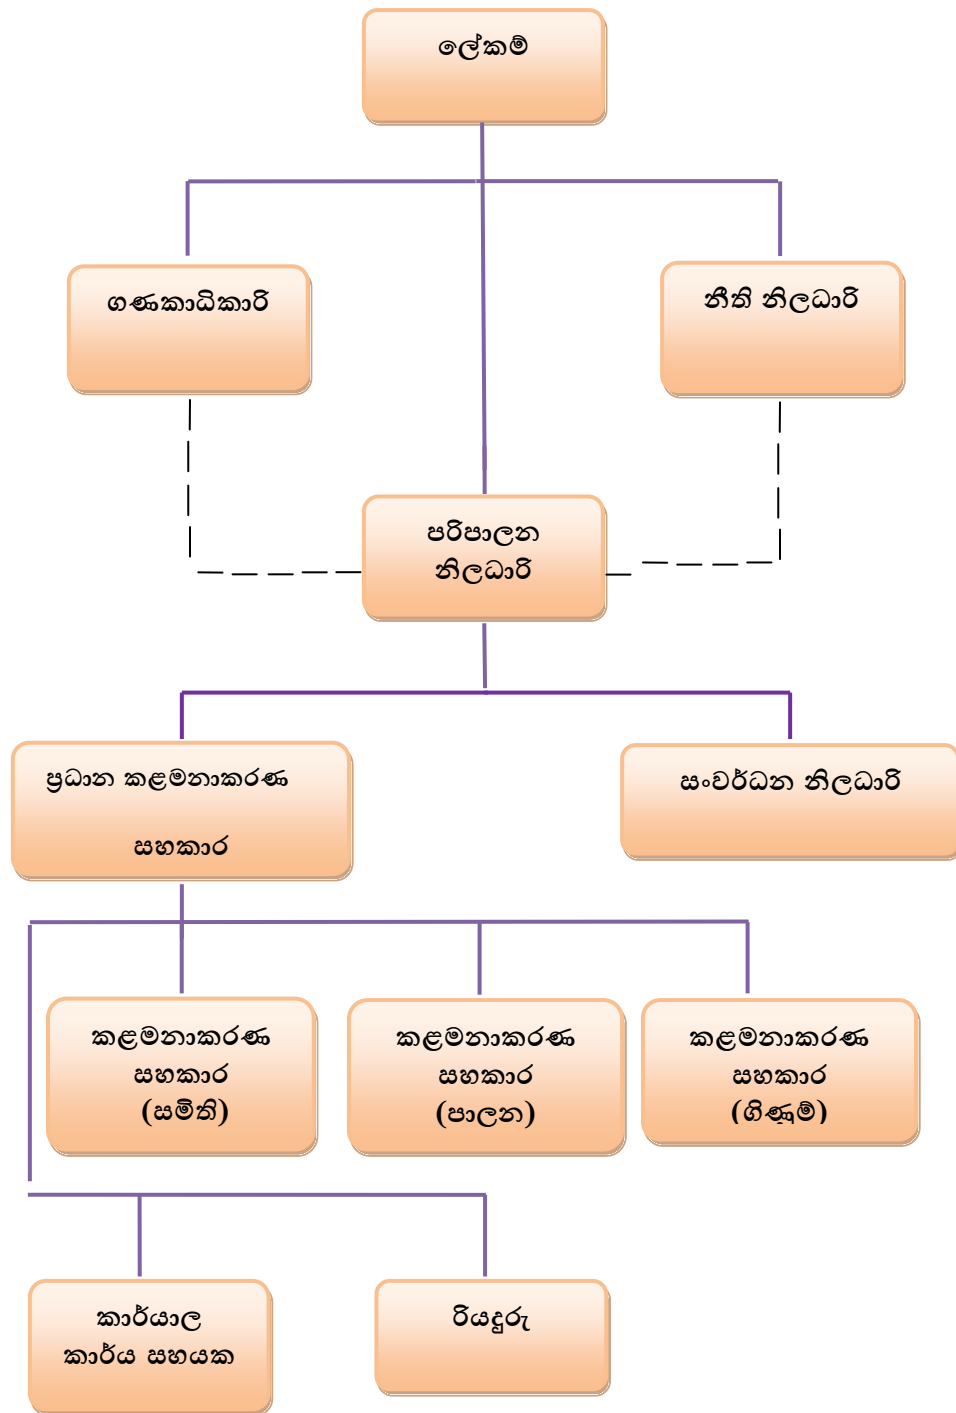 ලේකම්
ගණකාධිකාරි
නීති නිලධාරි
පරිපාලන
නිලධාරි
ප්‍රධාන කළමනාකරණ
සහකාර
සංවර්ධන නිලධාරි
කළමනාකරණ
සහකාර
(සමිති)
කළමනාකරණ
සහකාර
(පාලන)
කළමනාකරණ
සහකාර
(ගිණුම්)
කාර්යාල
කාර්ය සහයක
රියදුරු